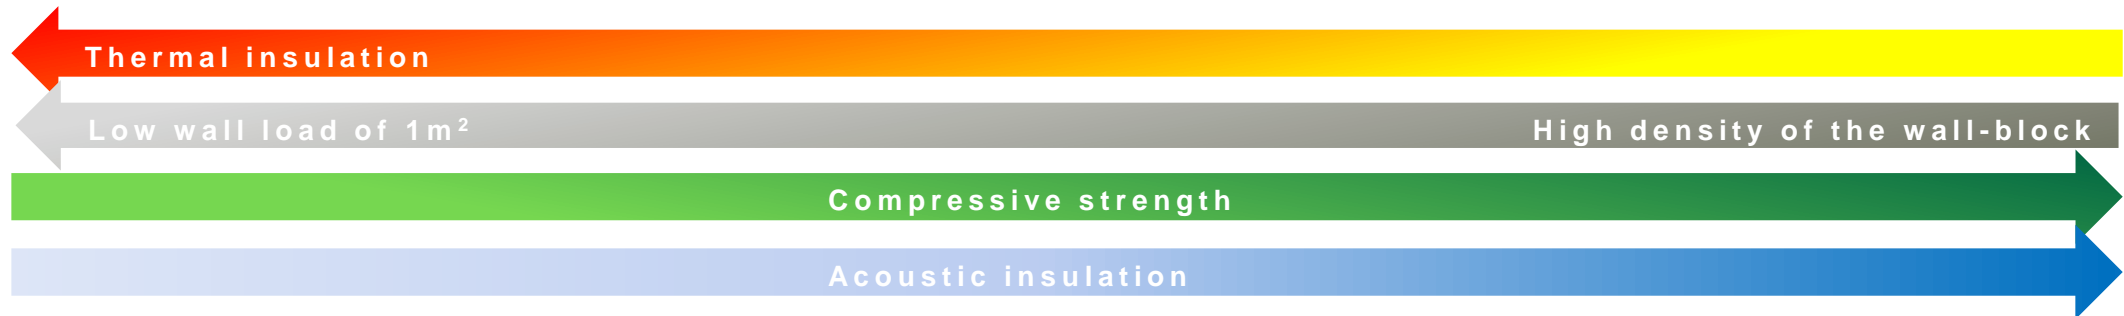 Thermal insulation
Low wall load of 1m² High density of the wall-block
Compressive strength
Acoustic insulation